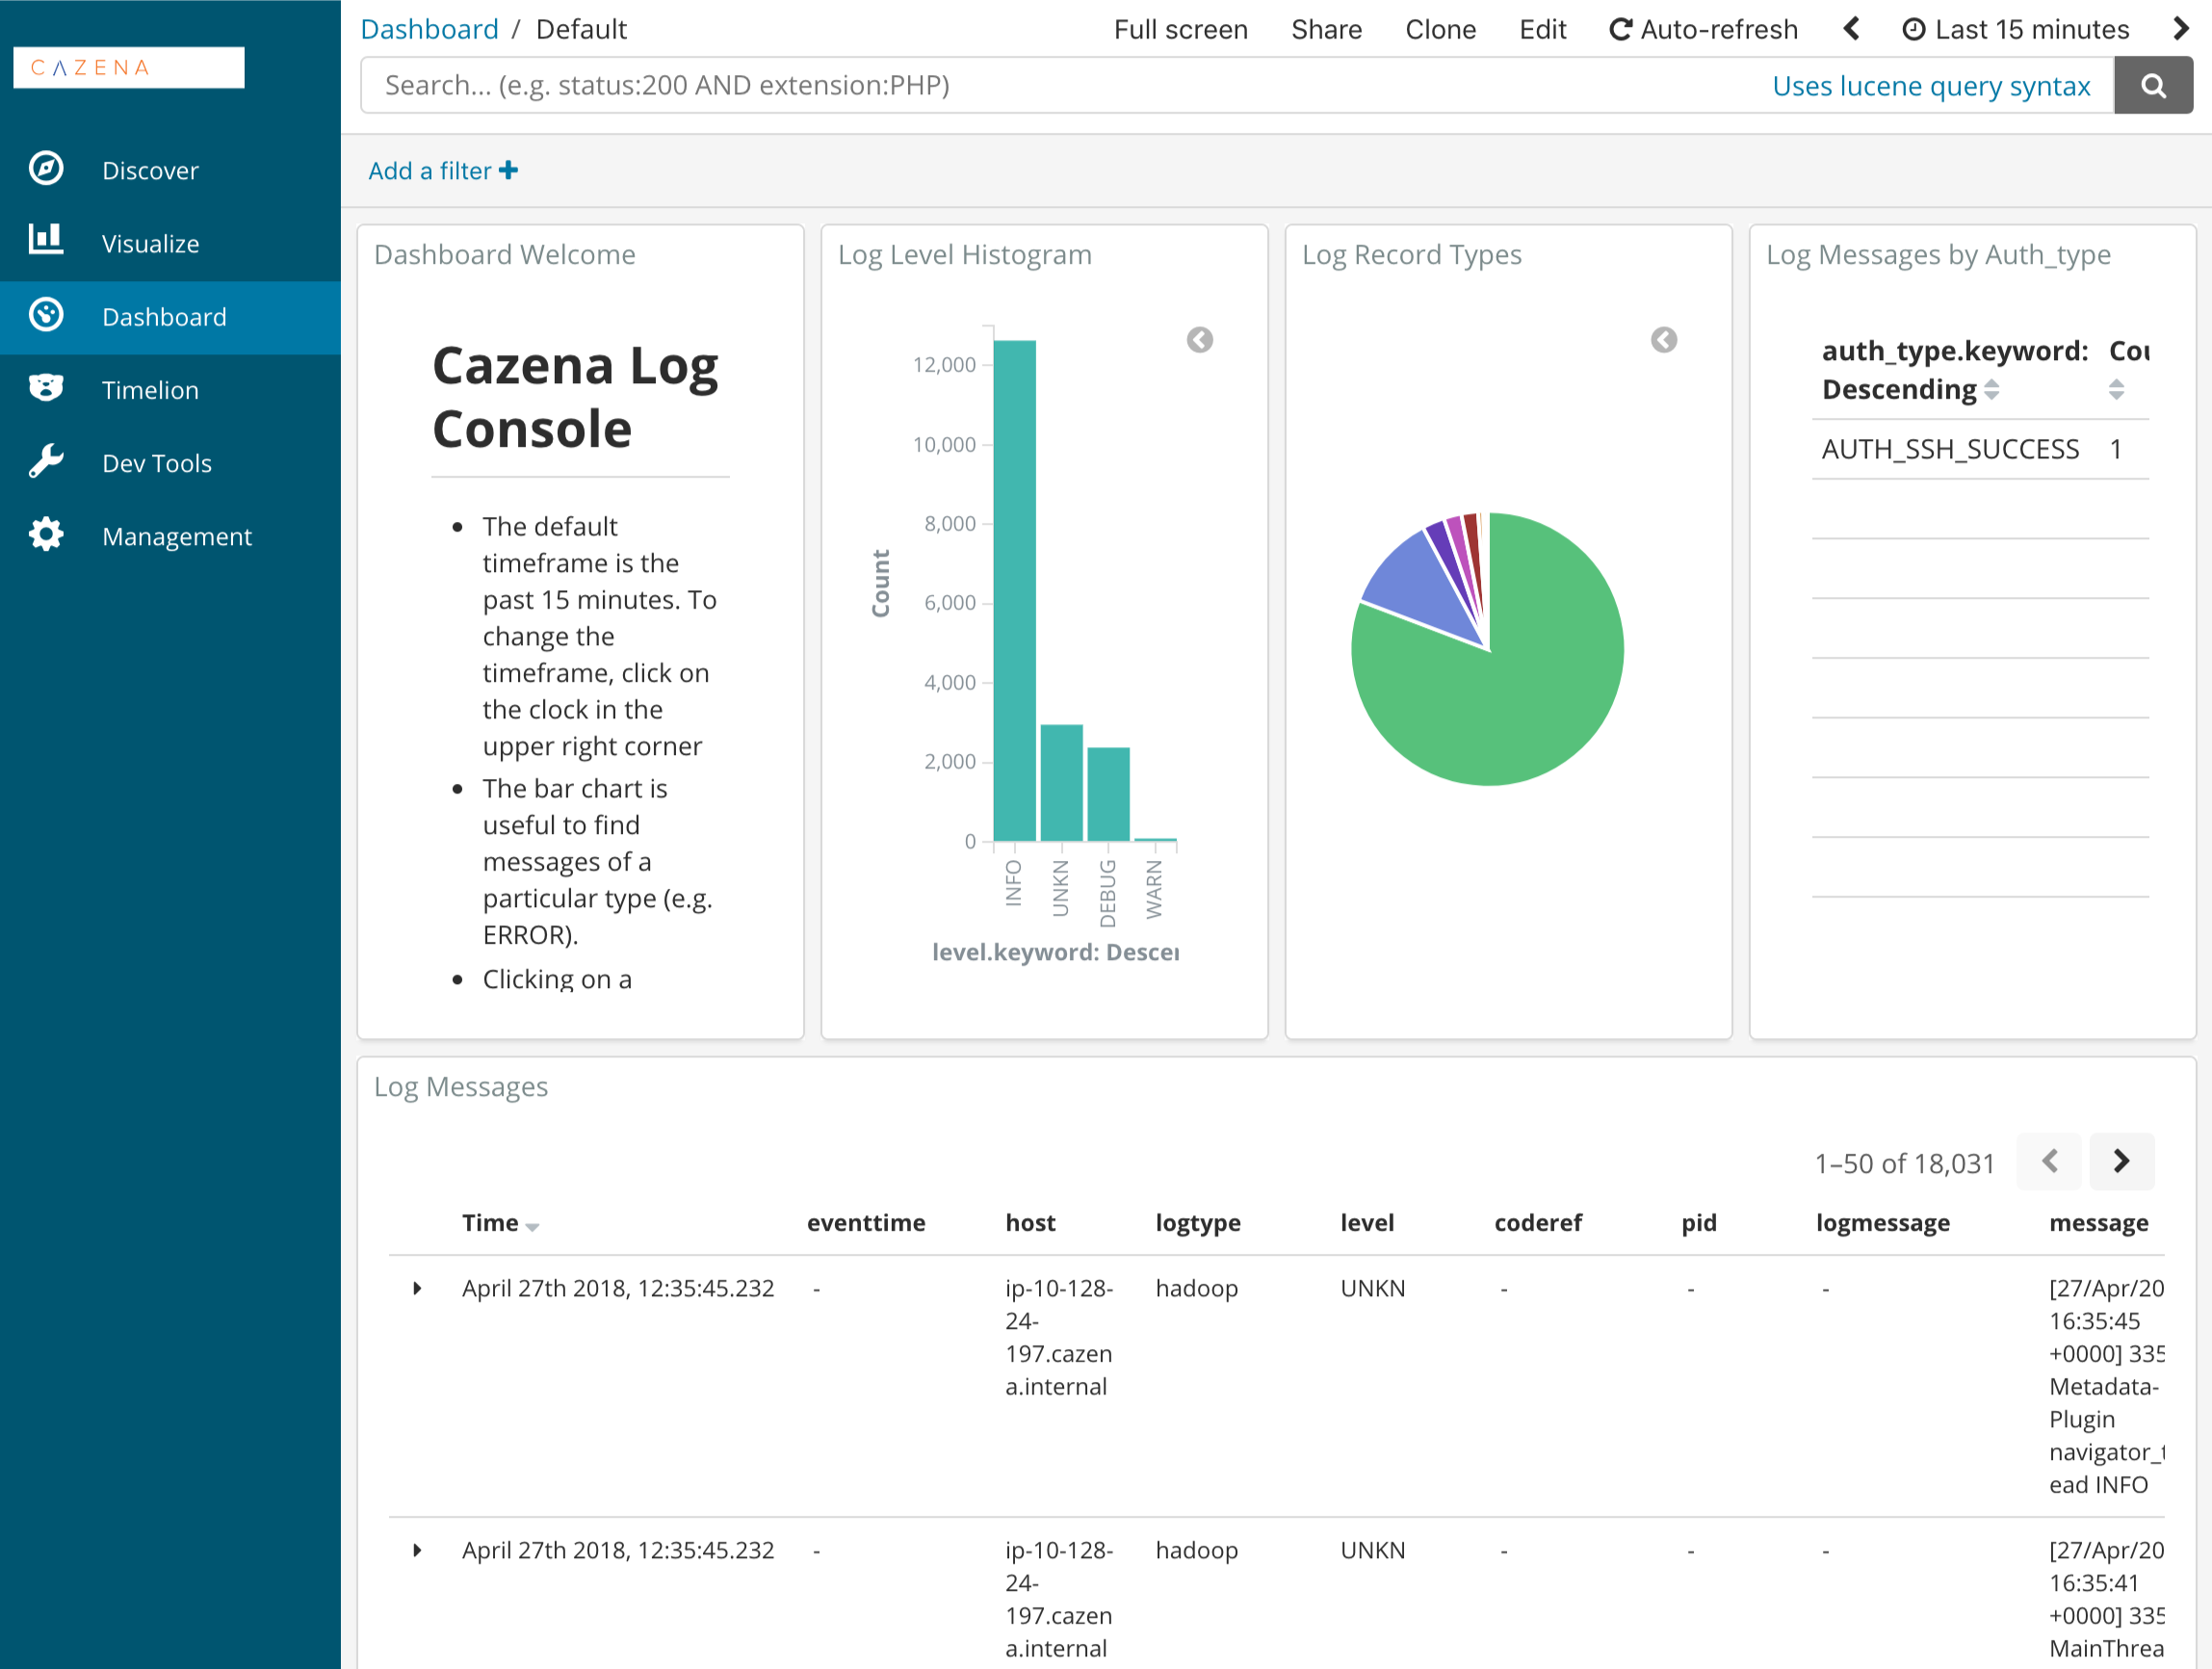 CAZENA
Discover
Visualize
Dashboard
Timelion
Dev Tools
Management
Dashboard / Default
Full screen Share Clone Edit Auto-refresh Last 15 minutes
Search... (e.g. status:200 AND extension:PHP) Uses lucene query syntax
Add a filter
Dashboard Welcome
Cazena Log
Console
The default
timeframe is the
past 15 minutes. To
change the
timeframe, click on
the clock in the
upper right corner
The bar chart is
useful to find
messages of a
particular type (e.g.
ERROR).
Clicking on a
Log Level Histogram
12,000
10,000
8,000
6,000
4,000
2,000
0
Count
INFO
UNKN
DEBUG
WARN
level.keyword: Descei
Log Record Types
Log Messages by Auth_type
auth_type.keyword: Cou
Descending
AUTH_SSH_SUCCESS 1
Log Messages
1–50 of 18,031
Time eventtime host logtype level coderef pid logmessage message
April 27th 2018, 12:35:45.232 - ip-10-128- hadoop UNKN - - - [27/Apr/20
24- 16:35:45
197.cazen +0000] 335
a.internal Metadata-
Plugin
navigator_t
ead INFO
April 27th 2018, 12:35:45.232 - ip-10-128- hadoop UNKN - - - [27/Apr/20
24- 16:35:41
197.cazen +0000] 335
a.internal MainThrea